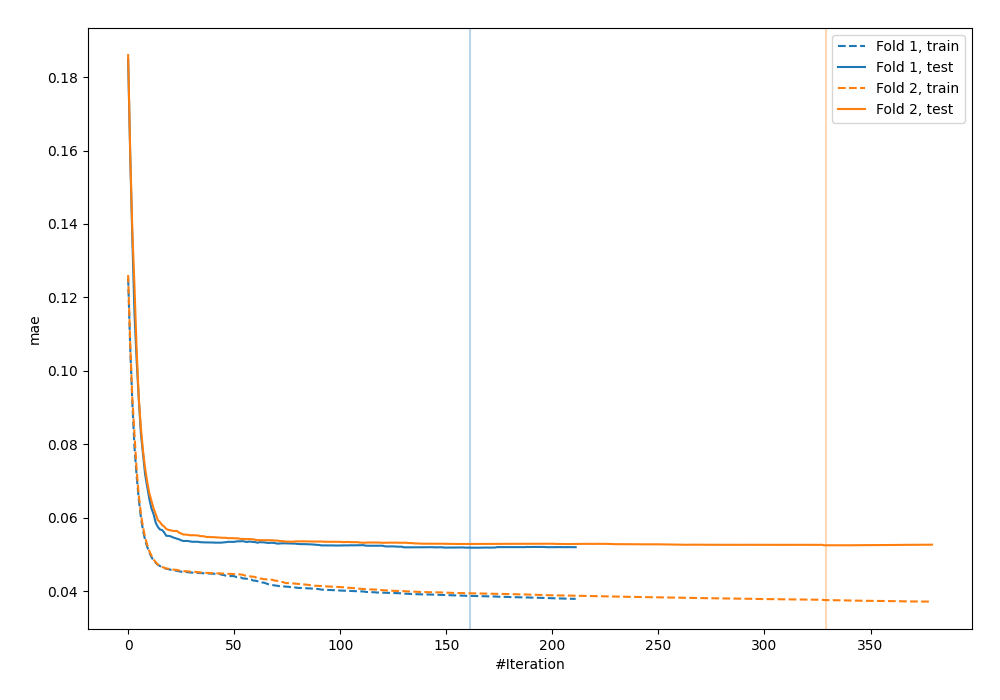 Fold 1, train
Fold 1, test
Fold 2, train
Fold 2, test
0.18
0.16
0.14
0.12
0.10
0.08
0.06
0.04
mae
0 50 100 150 200 250 300 350
#Iteration